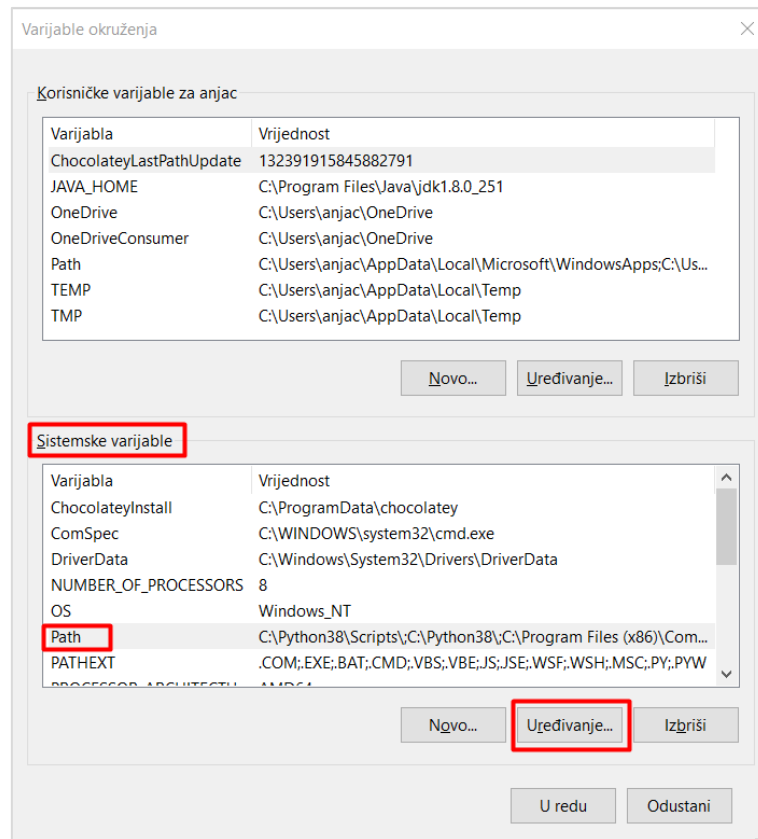 Varijable okruženja
Korisničke varijable za anjac
Varijabla Vrijednost
ChocolateyLastPathUpdate 132391915845882791
JAVA_HOME C:\Program Files\Java\jdk1.8.0_251
OneDrive C:\Users\anjac\OneDrive
OneDriveConsumer C:\Users\anjac\OneDrive
Path C:\Users\anjac\AppData\Local\Microsoft\WindowsApps;C:\Us...
TEMP C:\Users\anjac\AppData\Local\Temp
TMP C:\Users\anjac\AppData\Local\Temp
Novo... Uređivanje... Izbriši
Sistemske varijable
Varijabla Vrijednost
ChocolateyInstall C:\ProgramData\chocolatey
ComSpec C:\WINDOWS\system32\cmd.exe
DriverData C:\Windows\System32\Drivers\DriverData
NUMBER_OF_PROCESSORS 8
OS Windows_NT
Path C:\Python38\Scripts\;C:\Python38\;C:\Program Files (x86)\Com...
PATHEXT .COM;.EXE;.BAT;.CMD;.VBS;.VBE;.JS;.JSE;.WSF;.WSH;.MSC;.PY;.PYW
Novo... Uređivanje... Izbriši
U redu Odustani